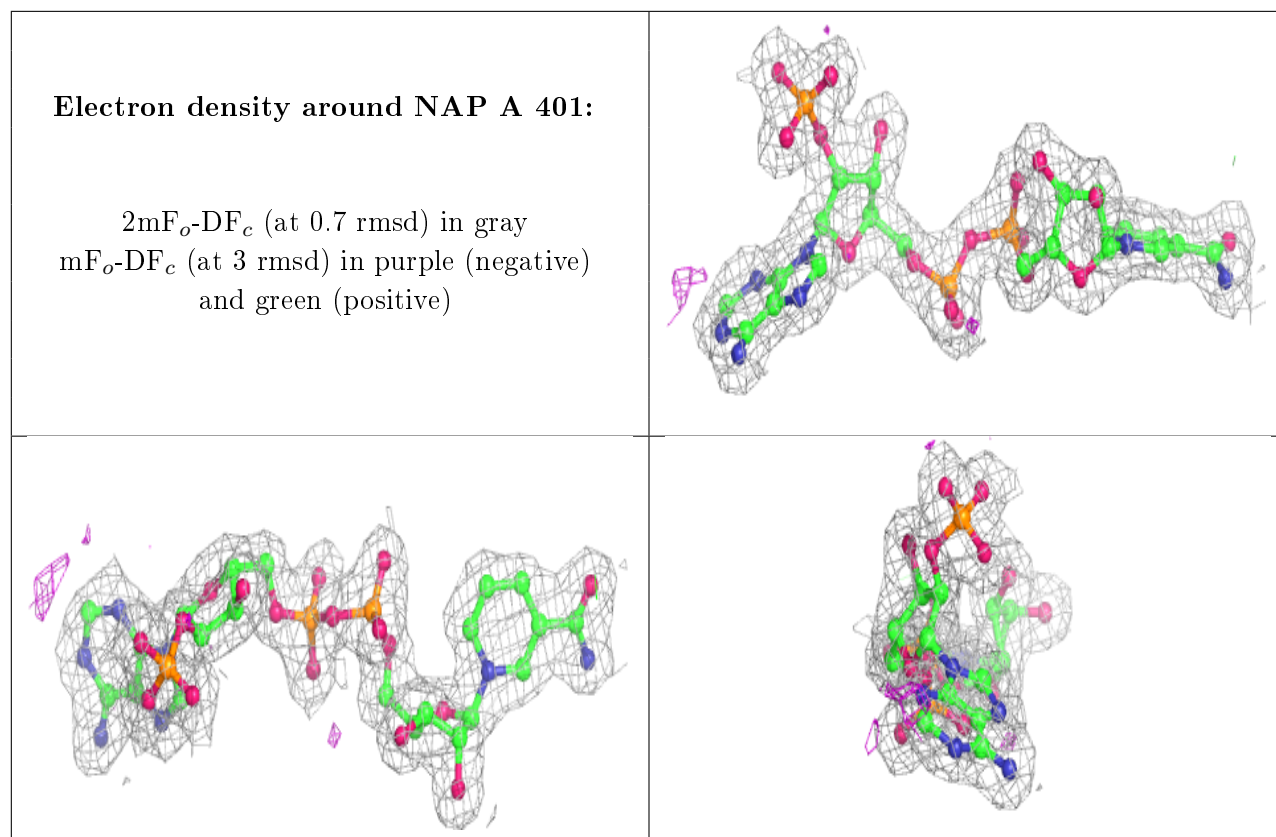 Electron density around NAP A 401:
2mFₒ-DF𝒸 (at 0.7 rmsd) in gray
mFₒ-DF𝒸 (at 3 rmsd) in purple (negative)
and green (positive)